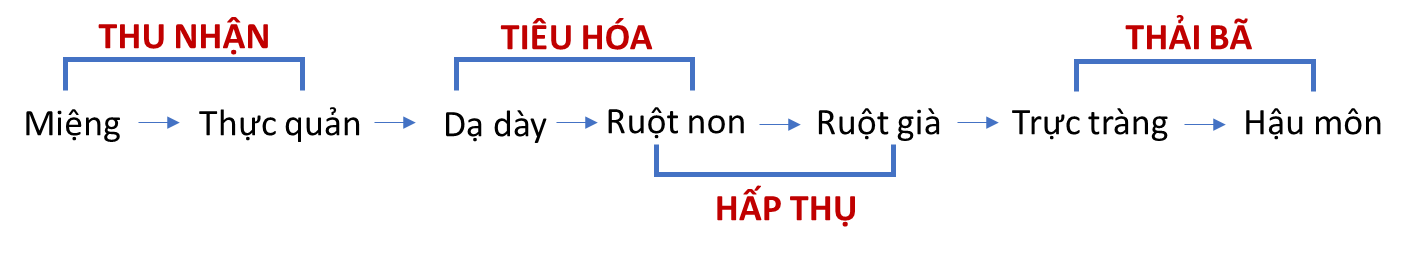 THU NHẬN TIÊU HÓA THẢI BÃ
Miệng Thực quản Dạ dày Ruột non Ruột già Trực tràng Hậu môn
HẤP THỤ